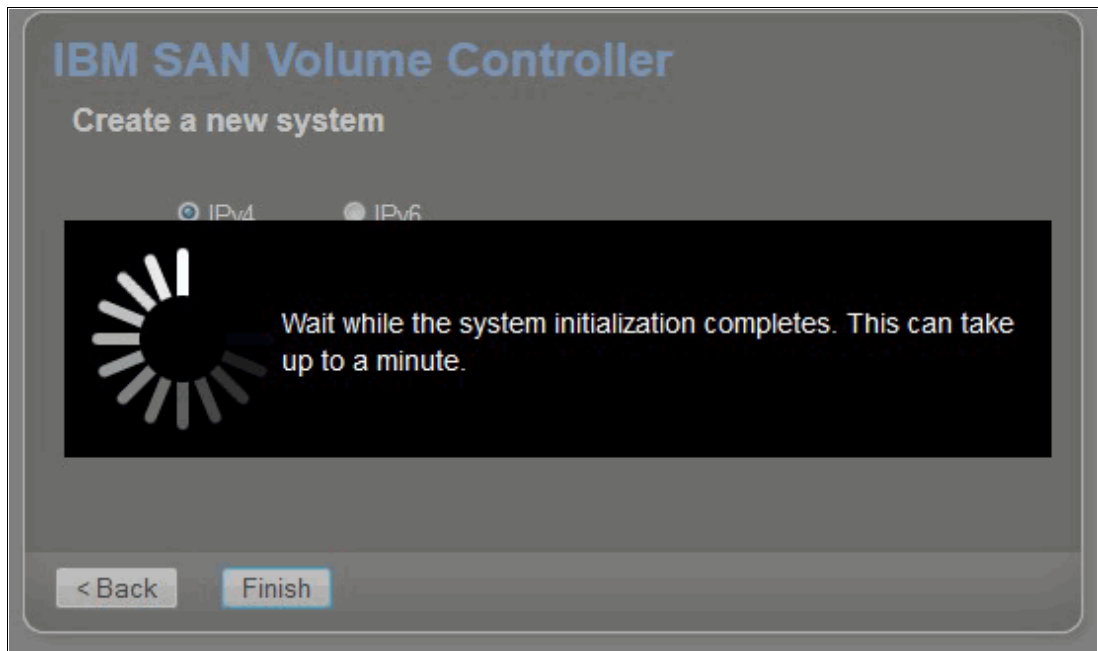 IBM SAN Volume Controller
Create a new system
IPv4 IPv6
Wait while the system initialization completes. This can take
up to a minute.
< Back Finish